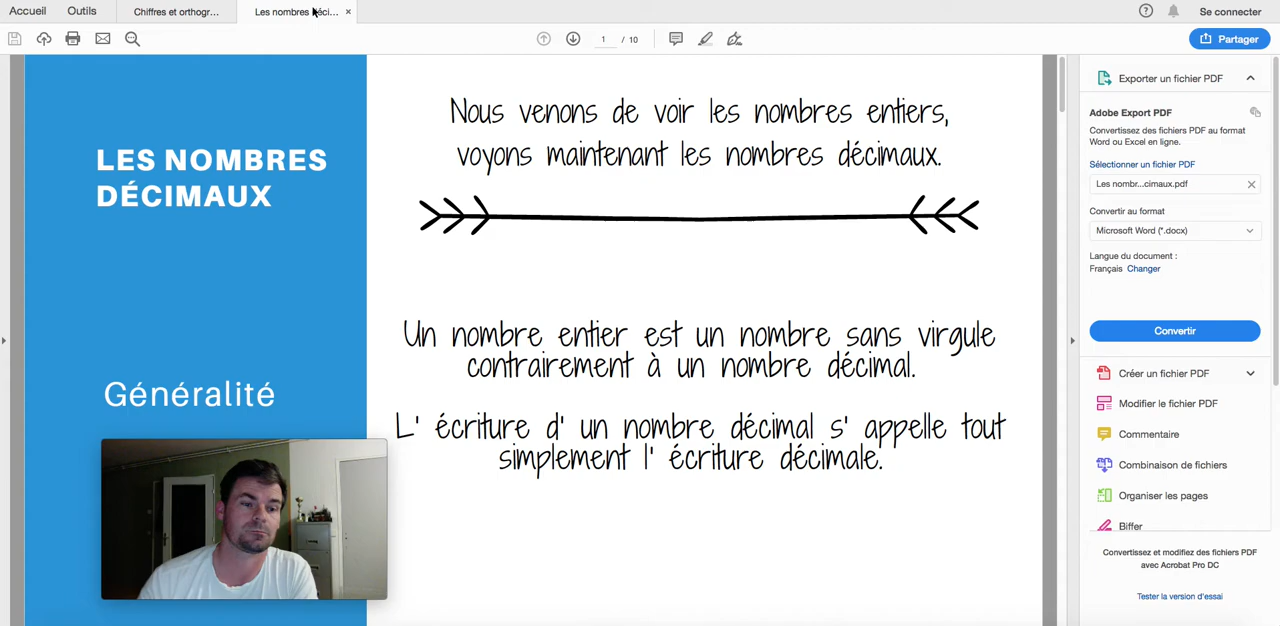 Accueil
Outils
Chiffres et orthogr...
Les nombres déci...
Se connecter
1 / 10
Partager
LES NOMBRES
DÉCIMAUX
Généralité
Nous venons de voir les nombres entiers,
voyons maintenant les nombres décimaux.
Un nombre entier est un nombre sans virgule
contrairement à un nombre décimal.
L' écriture d' un nombre décimal s' appelle tout
simplement l' écriture décimale.
Exporter un fichier PDF
Adobe Export PDF
Convertissez des fichiers PDF au format
Word ou Excel en ligne.
Sélectionner un fichier PDF
Les nombr...cimaux.pdf
Convertir au format
Microsoft Word (*.docx)
Langue du document :
Français Changer
Convertir
Créer un fichier PDF
Modifier le fichier PDF
Commentaire
Combinaison de fichiers
Organiser les pages
Biffer
Convertissez et modifiez des fichiers PDF
avec Acrobat Pro DC
Tester la version d'essai